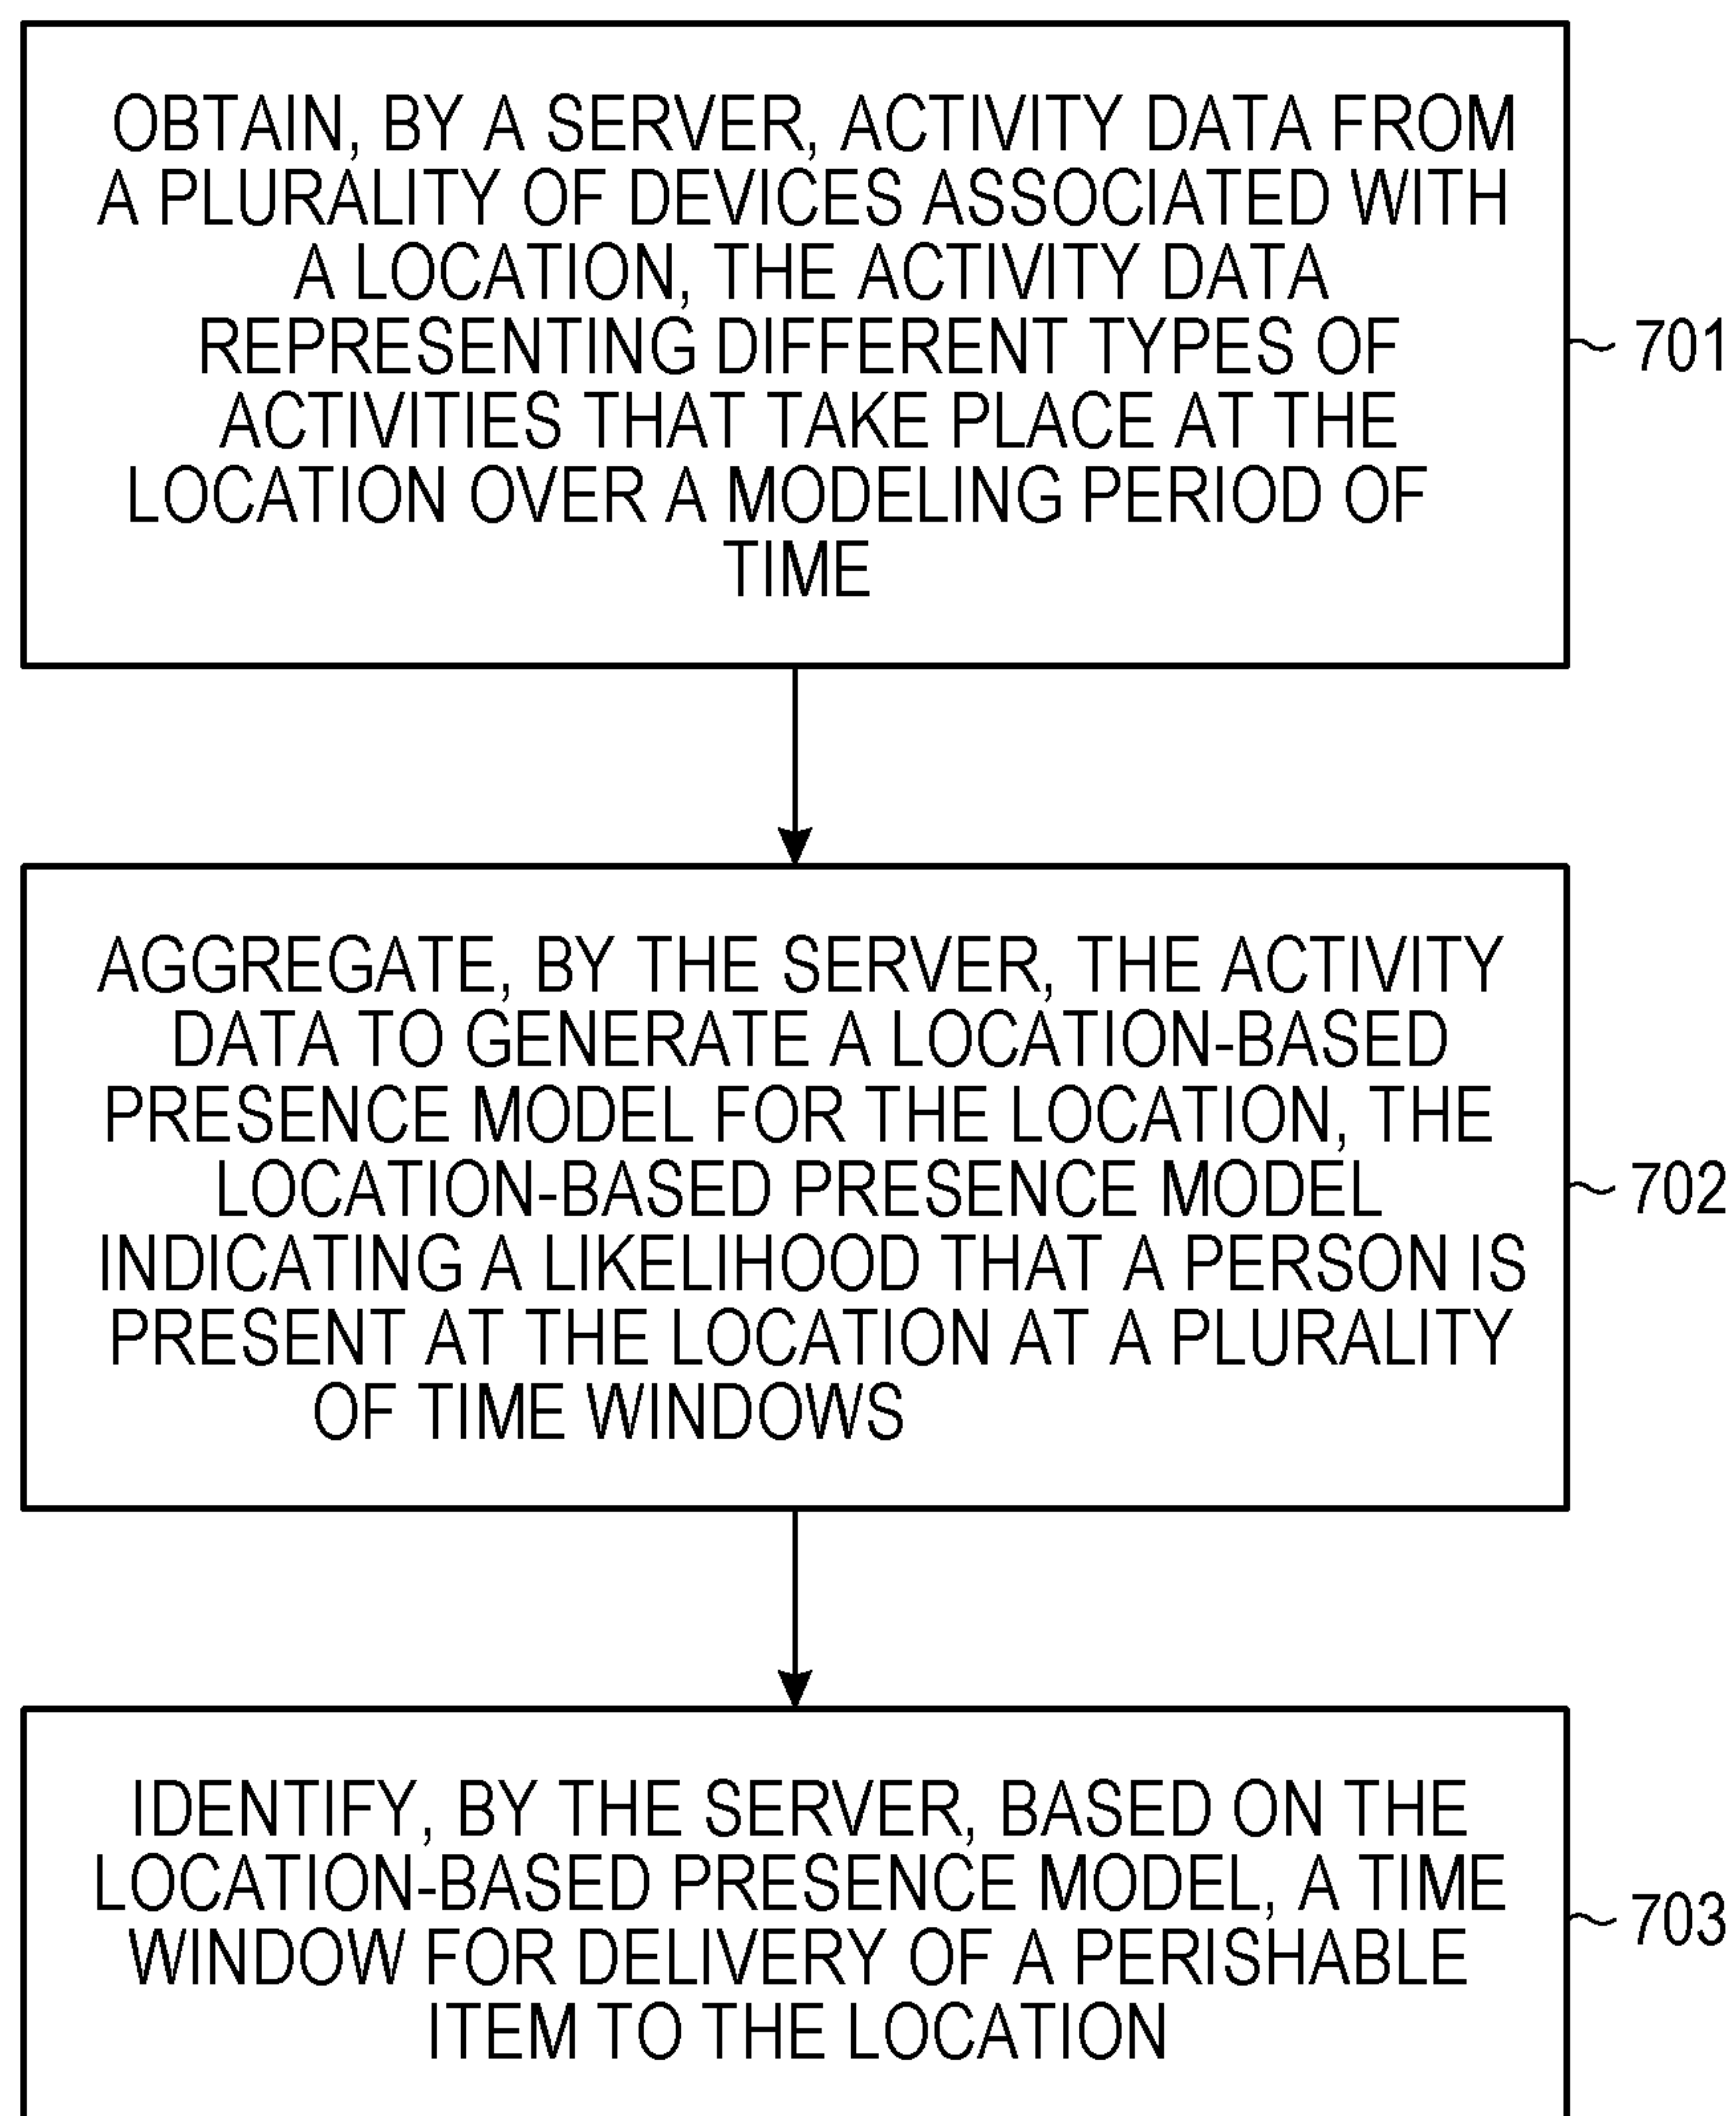 OBTAIN, BY A SERVER, ACTIVITY DATA FROM
A PLURALITY OF DEVICES ASSOCIATED WITH
A LOCATION, THE ACTIVITY DATA
REPRESENTING DIFFERENT TYPES OF
ACTIVITIES THAT TAKE PLACE AT THE
LOCATION OVER A MODELING PERIOD OF
TIME
701
AGGREGATE, BY THE SERVER, THE ACTIVITY
DATA TO GENERATE A LOCATION-BASED
PRESENCE MODEL FOR THE LOCATION, THE
LOCATION-BASED PRESENCE MODEL
INDICATING A LIKELIHOOD THAT A PERSON IS
PRESENT AT THE LOCATION AT A PLURALITY
OF TIME WINDOWS
702
IDENTIFY, BY THE SERVER, BASED ON THE
LOCATION-BASED PRESENCE MODEL, A TIME
WINDOW FOR DELIVERY OF A PERISHABLE
ITEM TO THE LOCATION
703